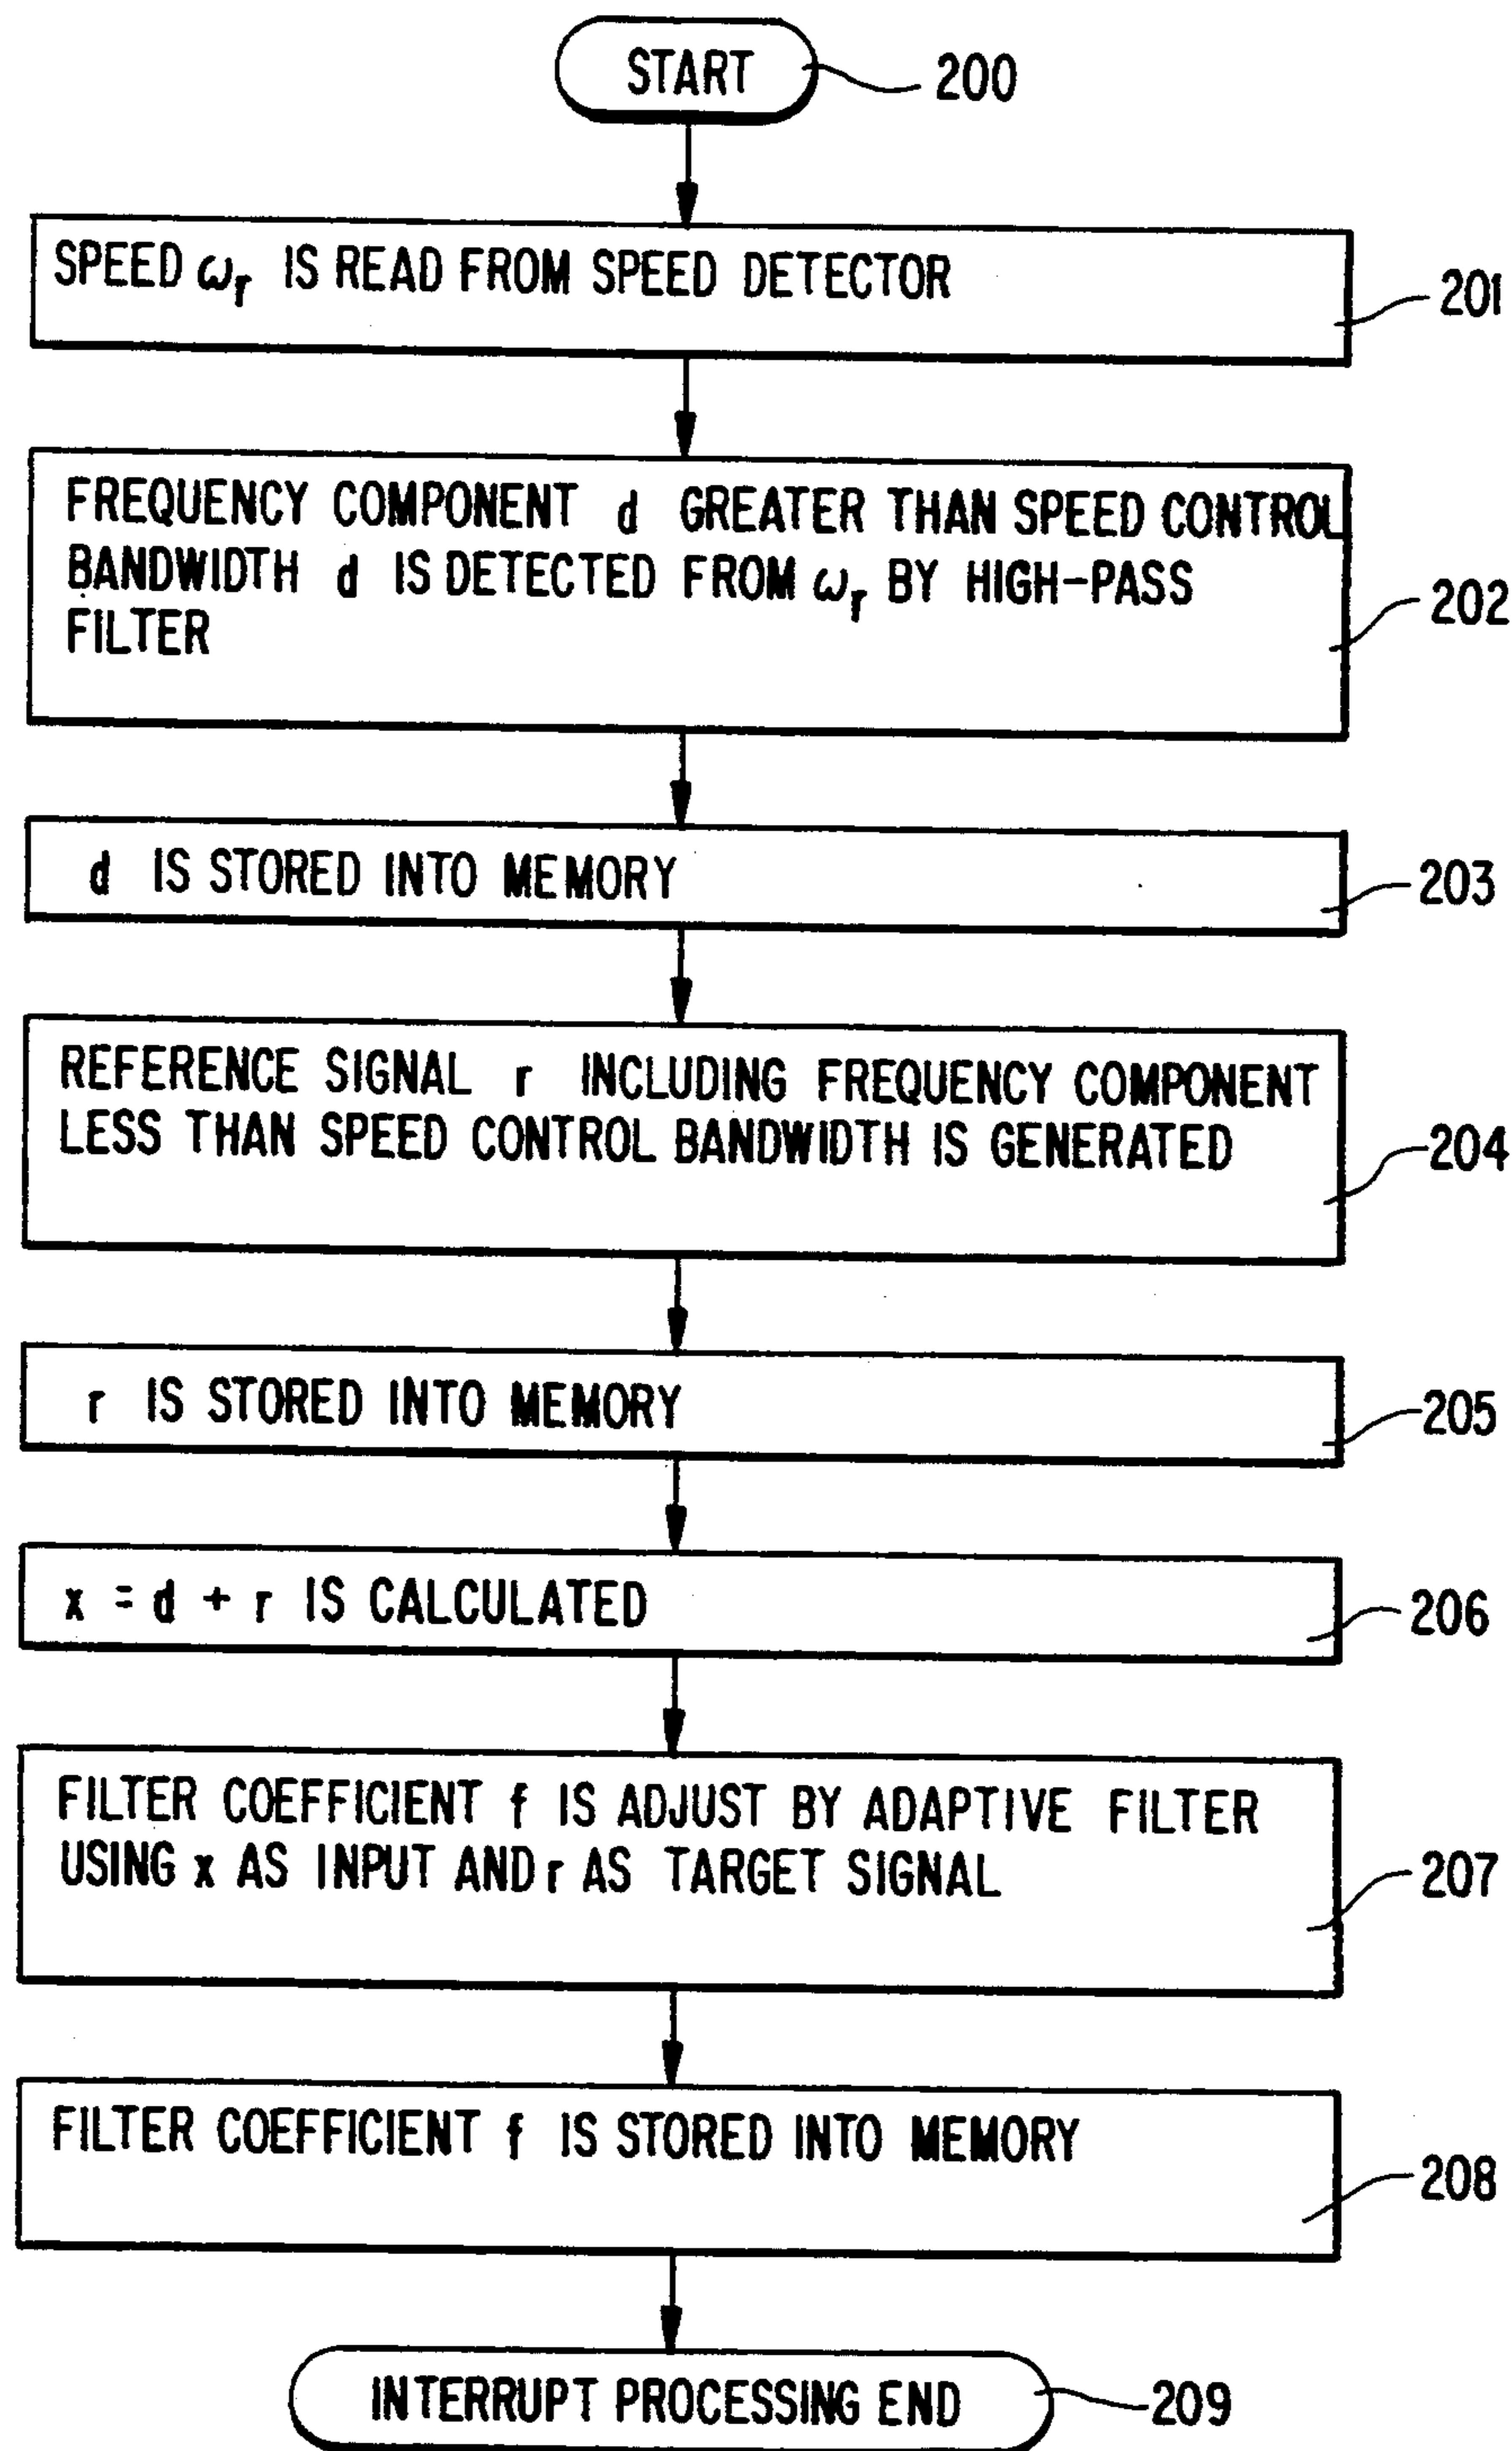 START
200
SPEED ωr IS READ FROM SPEED DETECTOR
201
FREQUENCY COMPONENT d GREATER THAN SPEED CONTROL
BANDWIDTH d IS DETECTED FROM ωr BY HIGH-PASS
FILTER
202
d IS STORED INTO MEMORY
203
REFERENCE SIGNAL r INCLUDING FREQUENCY COMPONENT
LESS THAN SPEED CONTROL BANDWIDTH IS GENERATED
204
r IS STORED INTO MEMORY
205
x = d + r IS CALCULATED
206
FILTER COEFFICIENT f IS ADJUST BY ADAPTIVE FILTER
USING x AS INPUT AND r AS TARGET SIGNAL
207
FILTER COEFFICIENT f IS STORED INTO MEMORY
208
INTERRUPT PROCESSING END
209